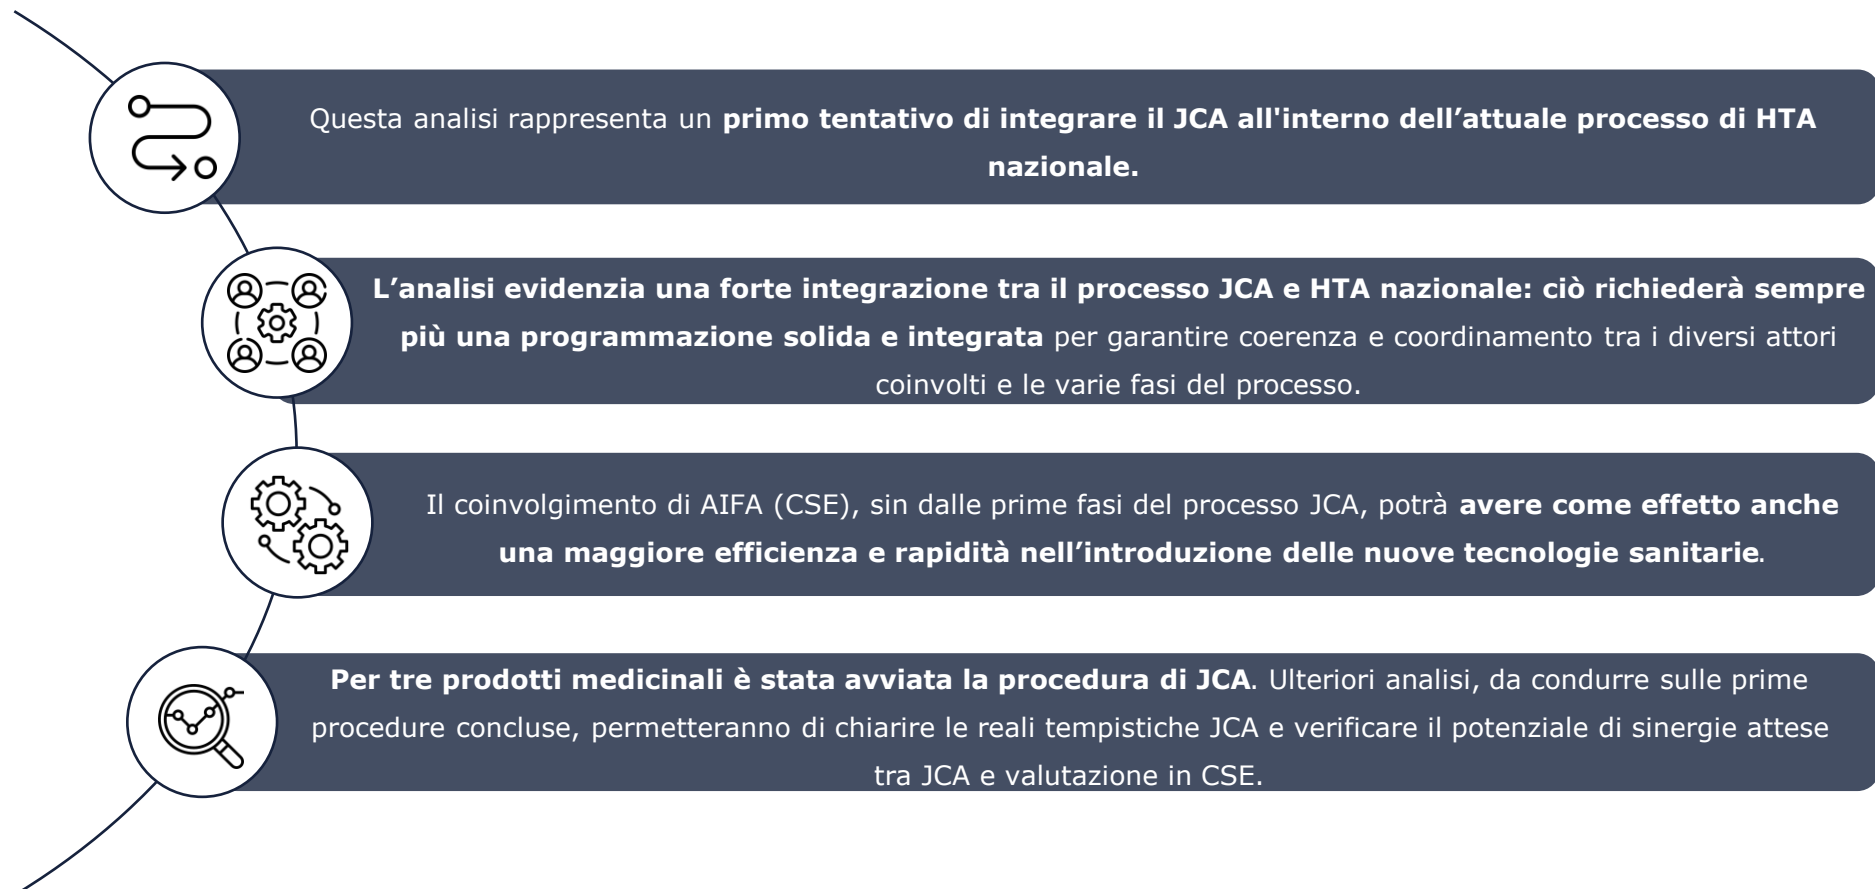 Questa analisi rappresenta un primo tentativo di integrare il JCA all'interno dell’attuale processo di HTA
nazionale.
L’analisi evidenzia una forte integrazione tra il processo JCA e HTA nazionale: ciò richiederà sempre
più una programmazione solida e integrata per garantire coerenza e coordinamento tra i diversi attori
coinvolti e le varie fasi del processo.
Il coinvolgimento di AIFA (CSE), sin dalle prime fasi del processo JCA, potrà avere come effetto anche
una maggiore efficienza e rapidità nell’introduzione delle nuove tecnologie sanitarie.
Per tre prodotti medicinali è stata avviata la procedura di JCA. Ulteriori analisi, da condurre sulle prime
procedure concluse, permetteranno di chiarire le reali tempistiche JCA e verificare il potenziale di sinergie attese
tra JCA e valutazione in CSE.